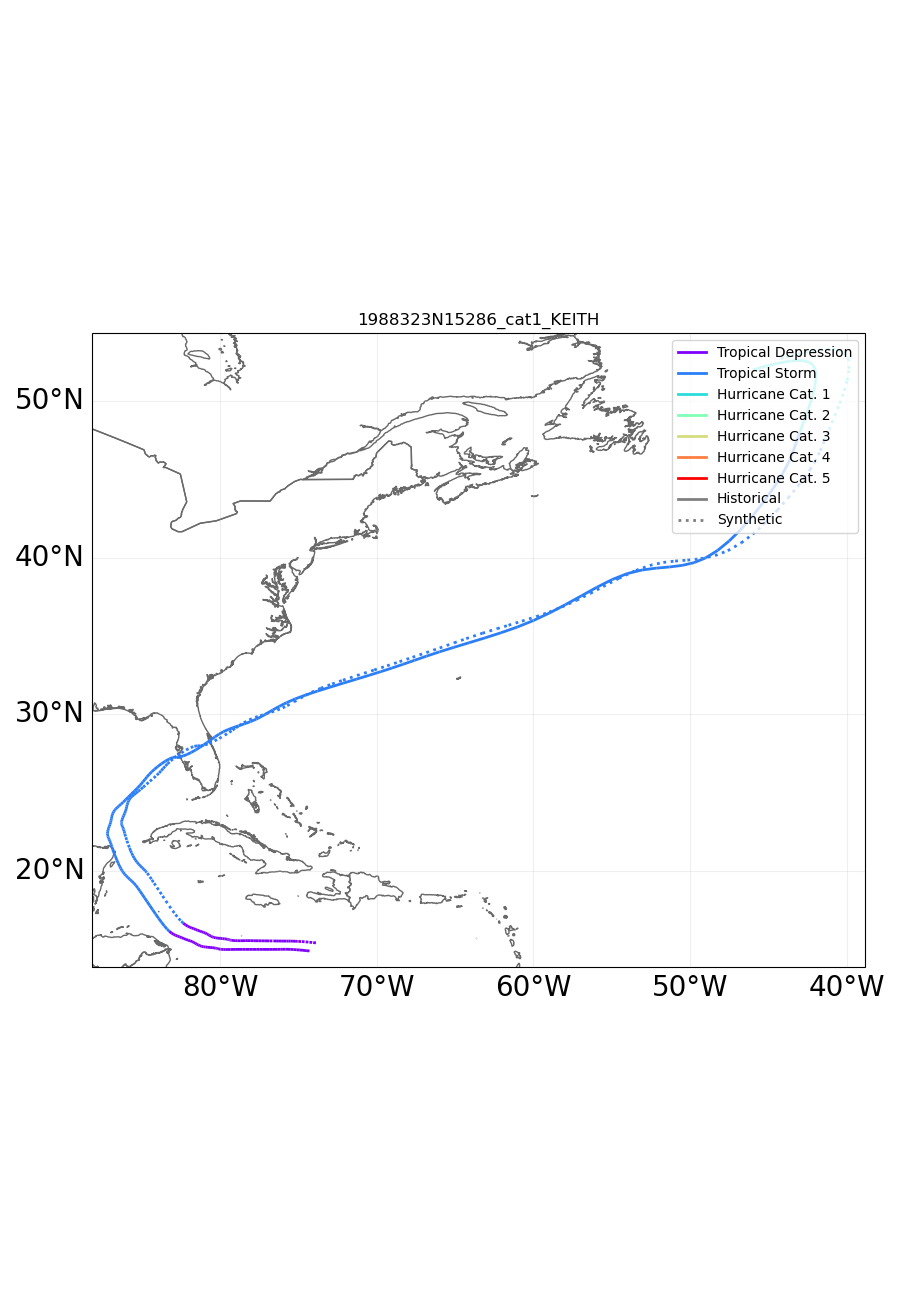 1988323N15286_cat1_KEITH
Tropical Depression
Tropical Storm
Hurricane Cat. 1
Hurricane Cat. 2
Hurricane Cat. 3
Hurricane Cat. 4
Hurricane Cat. 5
Historical
Synthetic
50°N
40°N
30°N
20°N
80°W 70°W 60°W 50°W 40°W